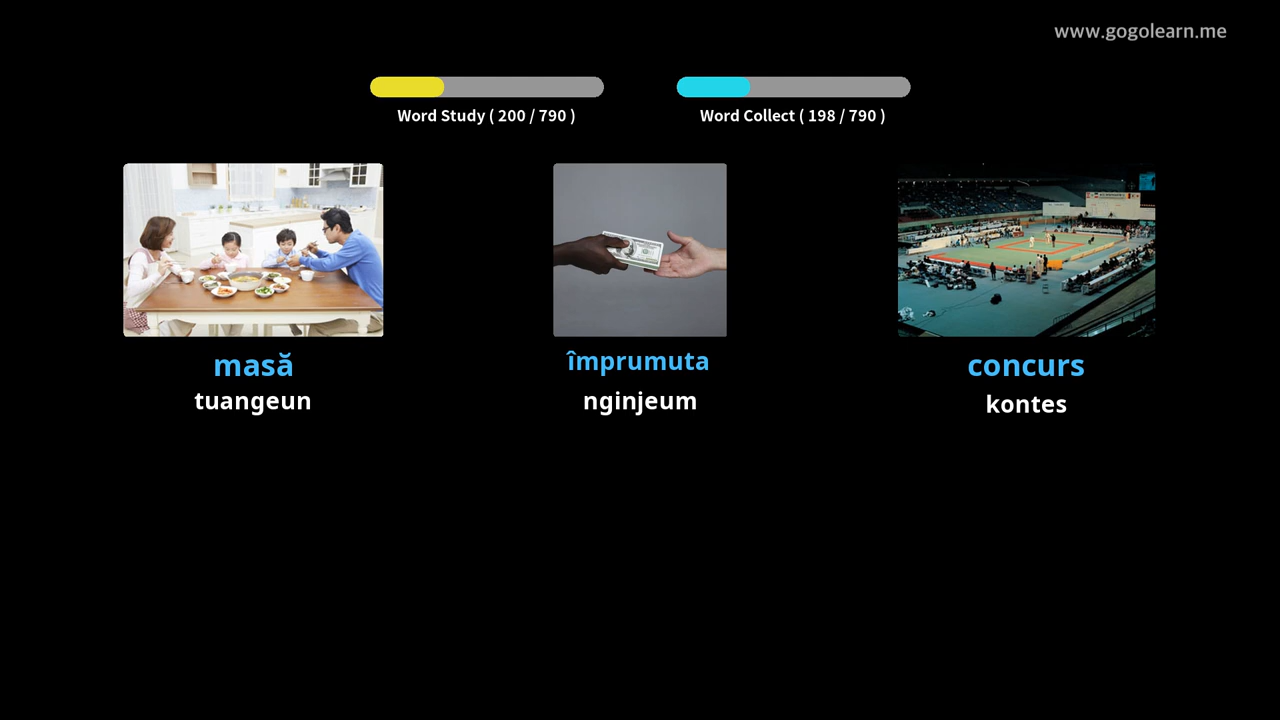 www.gogolearn.me
Word Study ( 200 / 790 )
Word Collect ( 198 / 790 )
masă
tuangeun
împrumuta
nginjeum
concurs
kontes